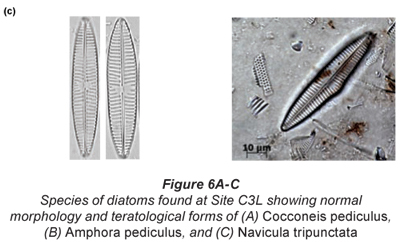 (c)
10 µm
Figure 6A-C
Species of diatoms found at Site C3L showing normal
morphology and teratological forms of (A) Cocconeis pediculus,
(B) Amphora pediculus, and (C) Navicula tripunctata